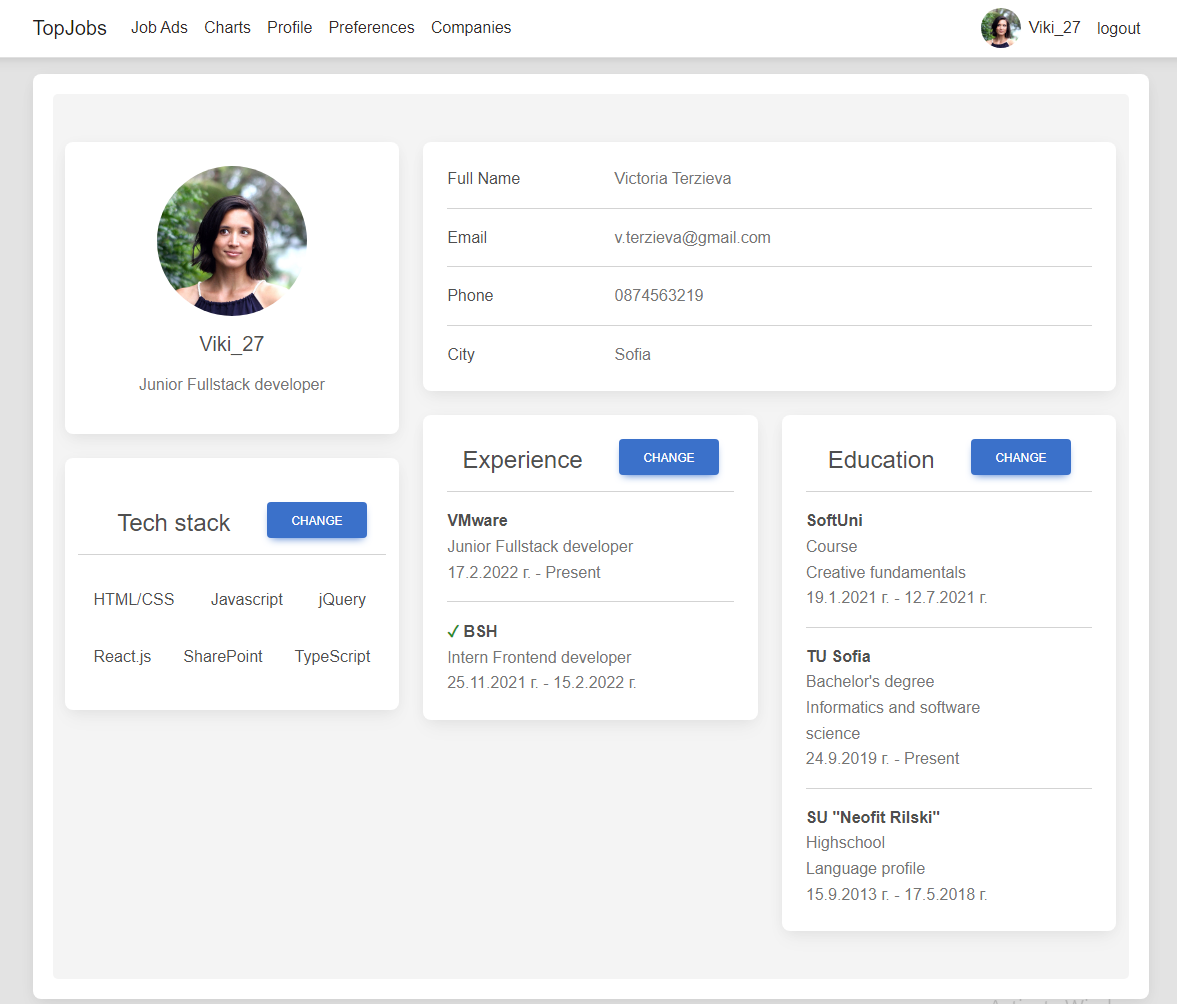 TopJobs Job Ads Charts Profile Preferences Companies Viki_27 logout
Viki_27
Junior Fullstack developer
Full Name Victoria Terzieva
Email v.terzieva@gmail.com
Phone 0874563219
City Sofia
Tech stack CHANGE
HTML/CSS Javascript jQuery
React.js SharePoint TypeScript
Experience CHANGE
VMware
Junior Fullstack developer
17.2.2022 г. - Present
✓ BSH
Intern Frontend developer
25.11.2021 г. - 15.2.2022 г.
Education CHANGE
SoftUni
Course
Creative fundamentals
19.1.2021 г. - 12.7.2021 г.
TU Sofia
Bachelor's degree
Informatics and software
science
24.9.2019 г. - Present
SU "Neofit Rilski"
Highschool
Language profile
15.9.2013 г. - 17.5.2018 г.